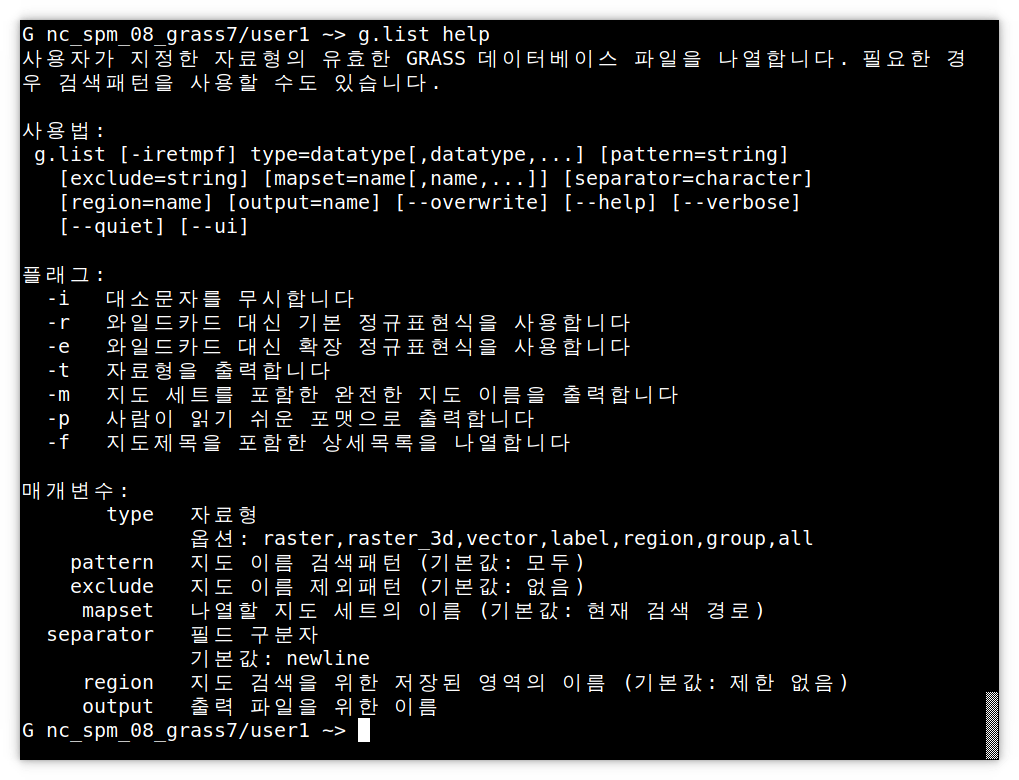 G nc_spm_08_grass7/user1 ~> g.list help
사용자가 지정한 자료형의 유효한 GRASS 데이터베이스 파일을 나열합니다. 필요한 경
우 검색패턴을 사용할 수도 있습니다.

사용법:
 g.list [-iretmpf] type=datatype[,datatype,...] [pattern=string]
   [exclude=string] [mapset=name[,name,...]] [separator=character]
   [region=name] [output=name] [--overwrite] [--help] [--verbose]
   [--quiet] [--ui]

플래그:
  -i   대소문자를 무시합니다
  -r   와일드카드 대신 기본 정규표현식을 사용합니다
  -e   와일드카드 대신 확장 정규표현식을 사용합니다
  -t   자료형을 출력합니다
  -m   지도 세트를 포함한 완전한 지도 이름을 출력합니다
  -p   사람이 읽기 쉬운 포맷으로 출력합니다
  -f   지도제목을 포함한 상세목록을 나열합니다

매개변수:
       type   자료형
              옵션: raster,raster_3d,vector,label,region,group,all
    pattern   지도 이름 검색패턴 (기본값: 모두)
    exclude   지도 이름 제외패턴 (기본값: 없음)
     mapset   나열할 지도 세트의 이름 (기본값: 현재 검색 경로)
  separator   필드 구분자
              기본값: newline
     region   지도 검색을 위한 저장된 영역의 이름 (기본값: 제한 없음)
     output   출력 파일을 위한 이름
G nc_spm_08_grass7/user1 ~>